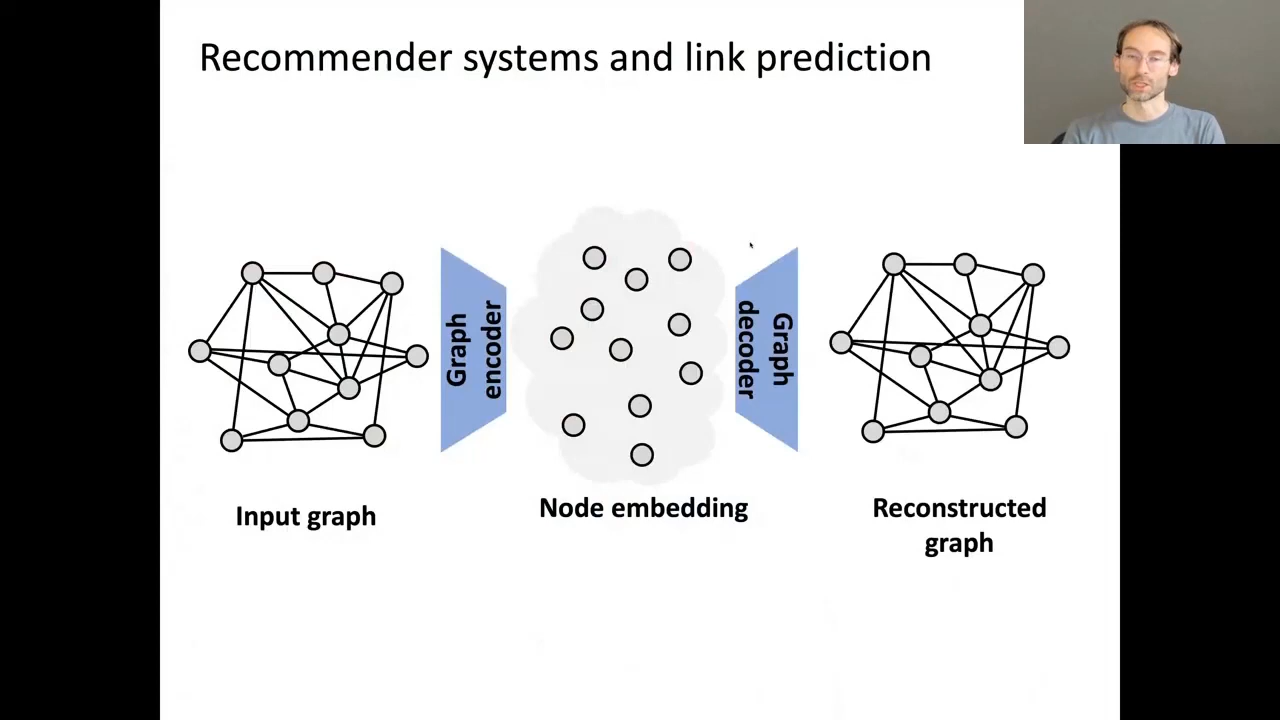 Recommender systems and link prediction
Graph
encoder
Graph
decoder
Input graph
Node embedding
Reconstructed
graph